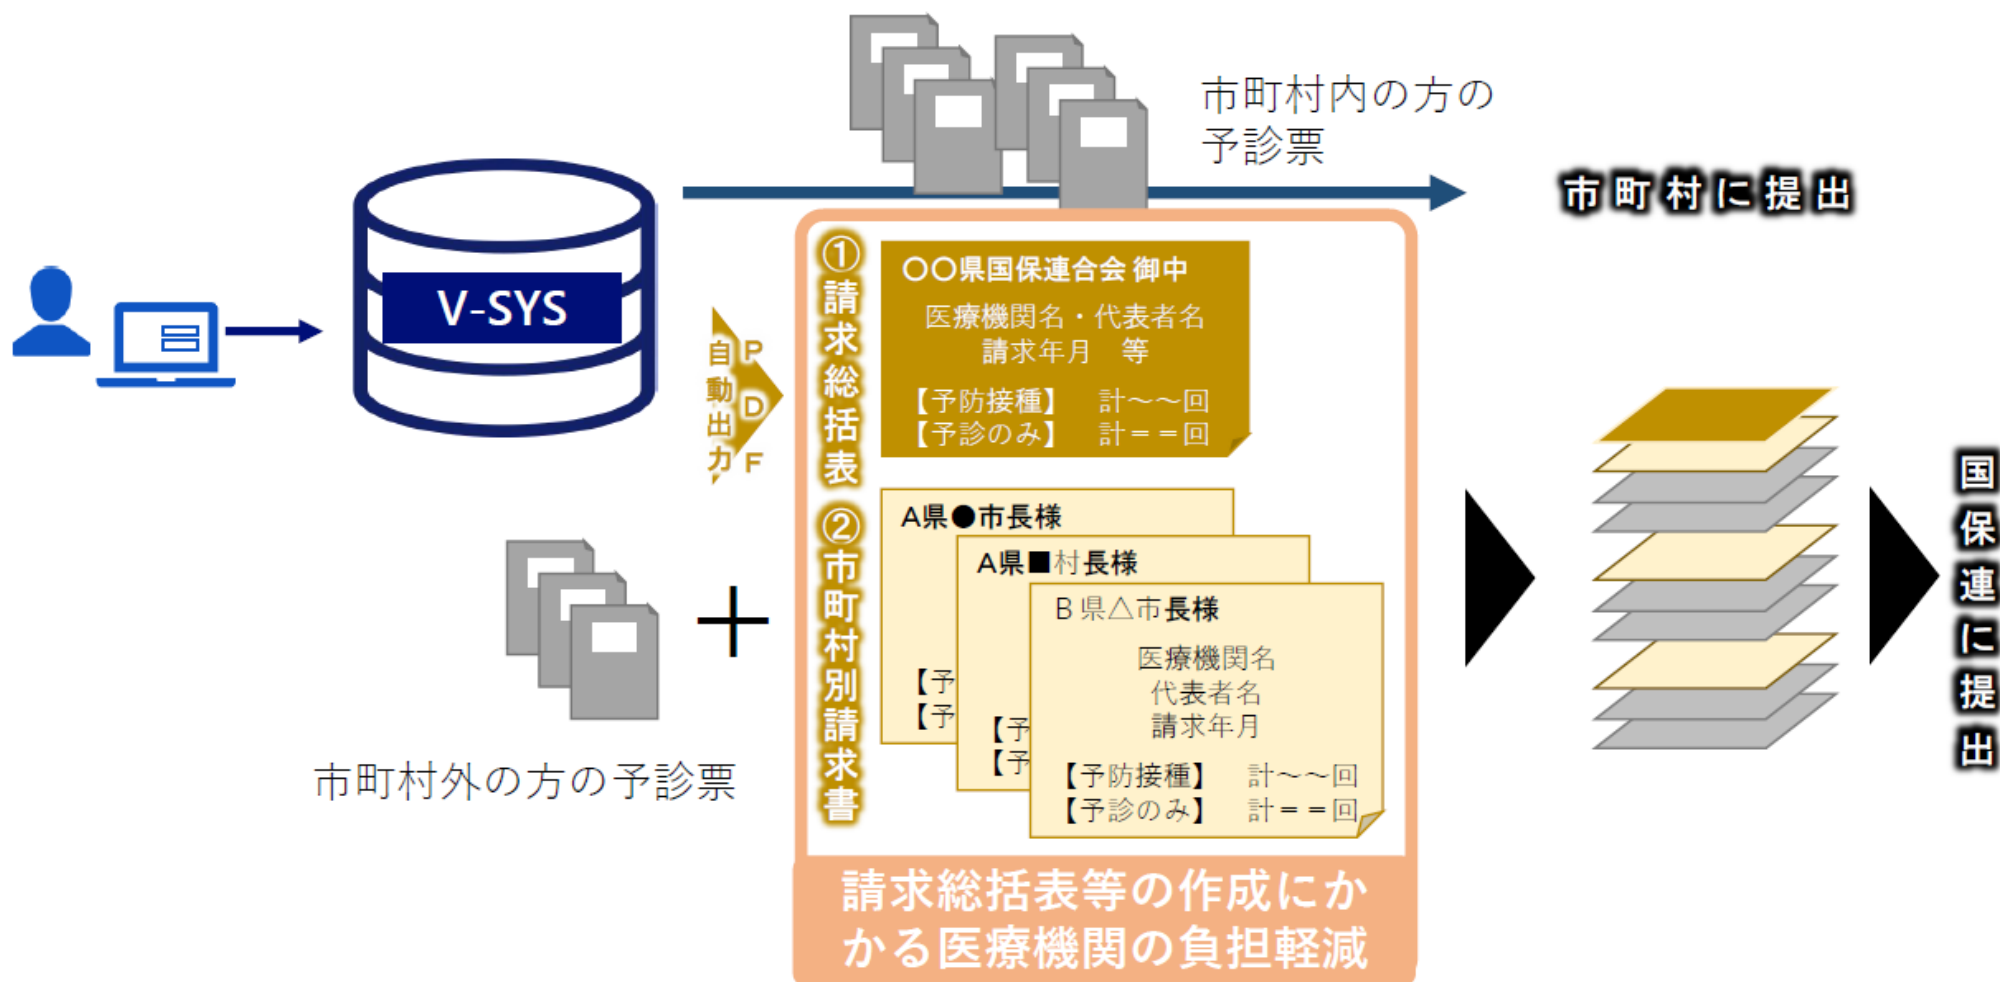 市町村内の方の
予診票
市町村に提出
V-SYS
PDF
自動出力
①請求総括表
〇〇県国保連合会 御中
医療機関名・代表者名
請求年月　等
【予防接種】　計～～回
【予診のみ】　計＝＝回
②市町村別請求書
A県●市長様
【予
【予
A県■村長様
【予
【予
B県△市長様
医療機関名
代表者名
請求年月
【予防接種】　計～～回
【予診のみ】　計＝＝回
市町村外の方の予診票
請求総括表等の作成にか
かる医療機関の負担軽減
国保連に提出